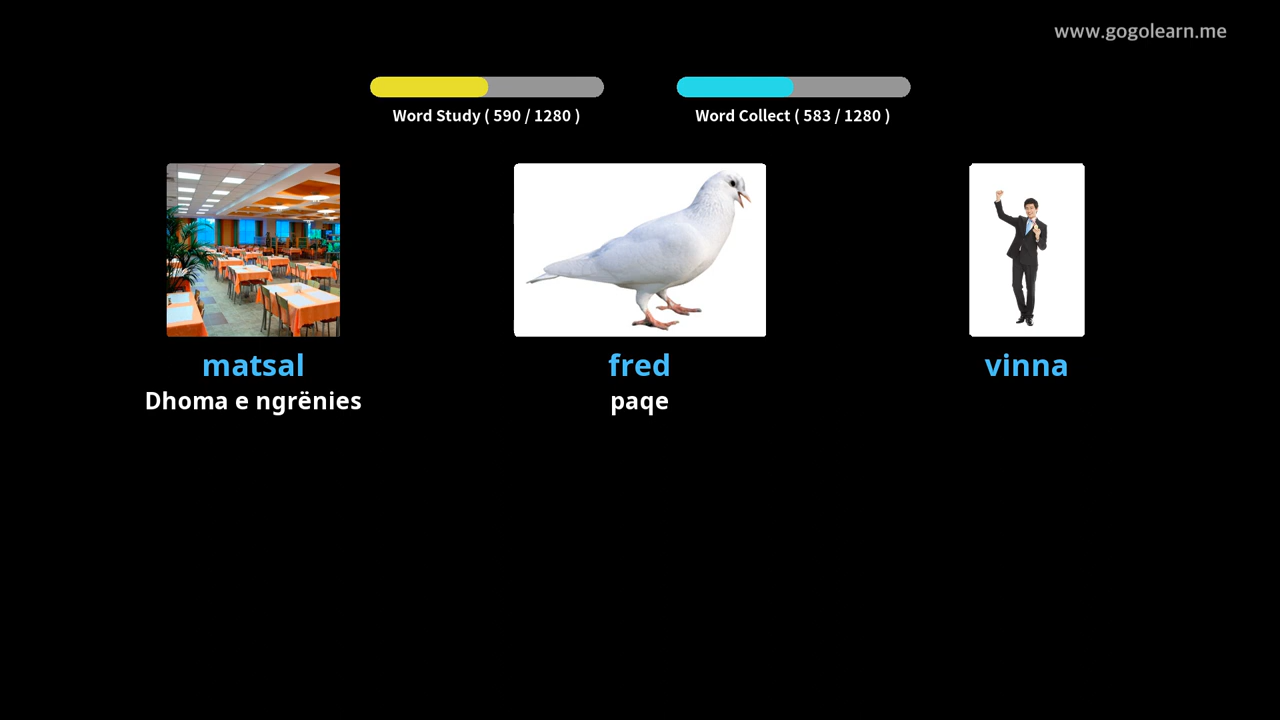 www.gogolearn.me
Word Study ( 590 / 1280 )
Word Collect ( 583 / 1280 )
matsal
Dhoma e ngrënies
fred
paqe
vinna